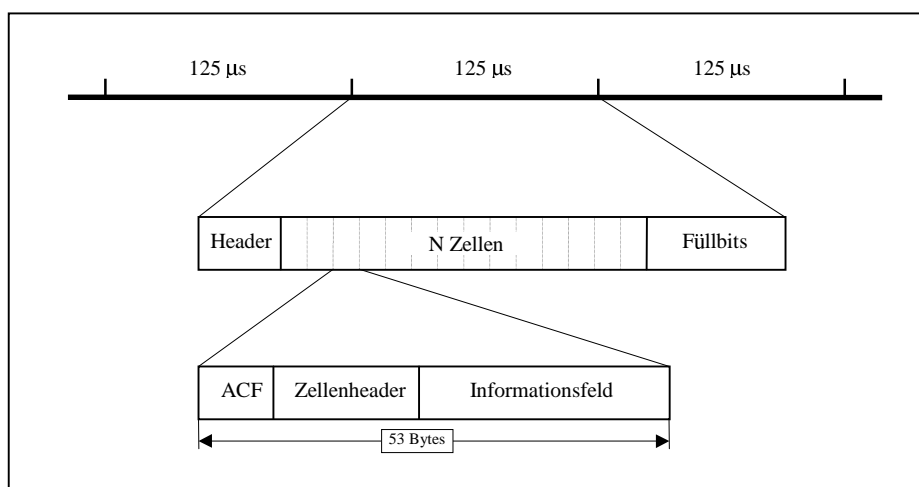 125 µs 125 µs 125 µs
Header N Zellen Füllbits
ACF Zellenheader Informationsfeld
53 Bytes